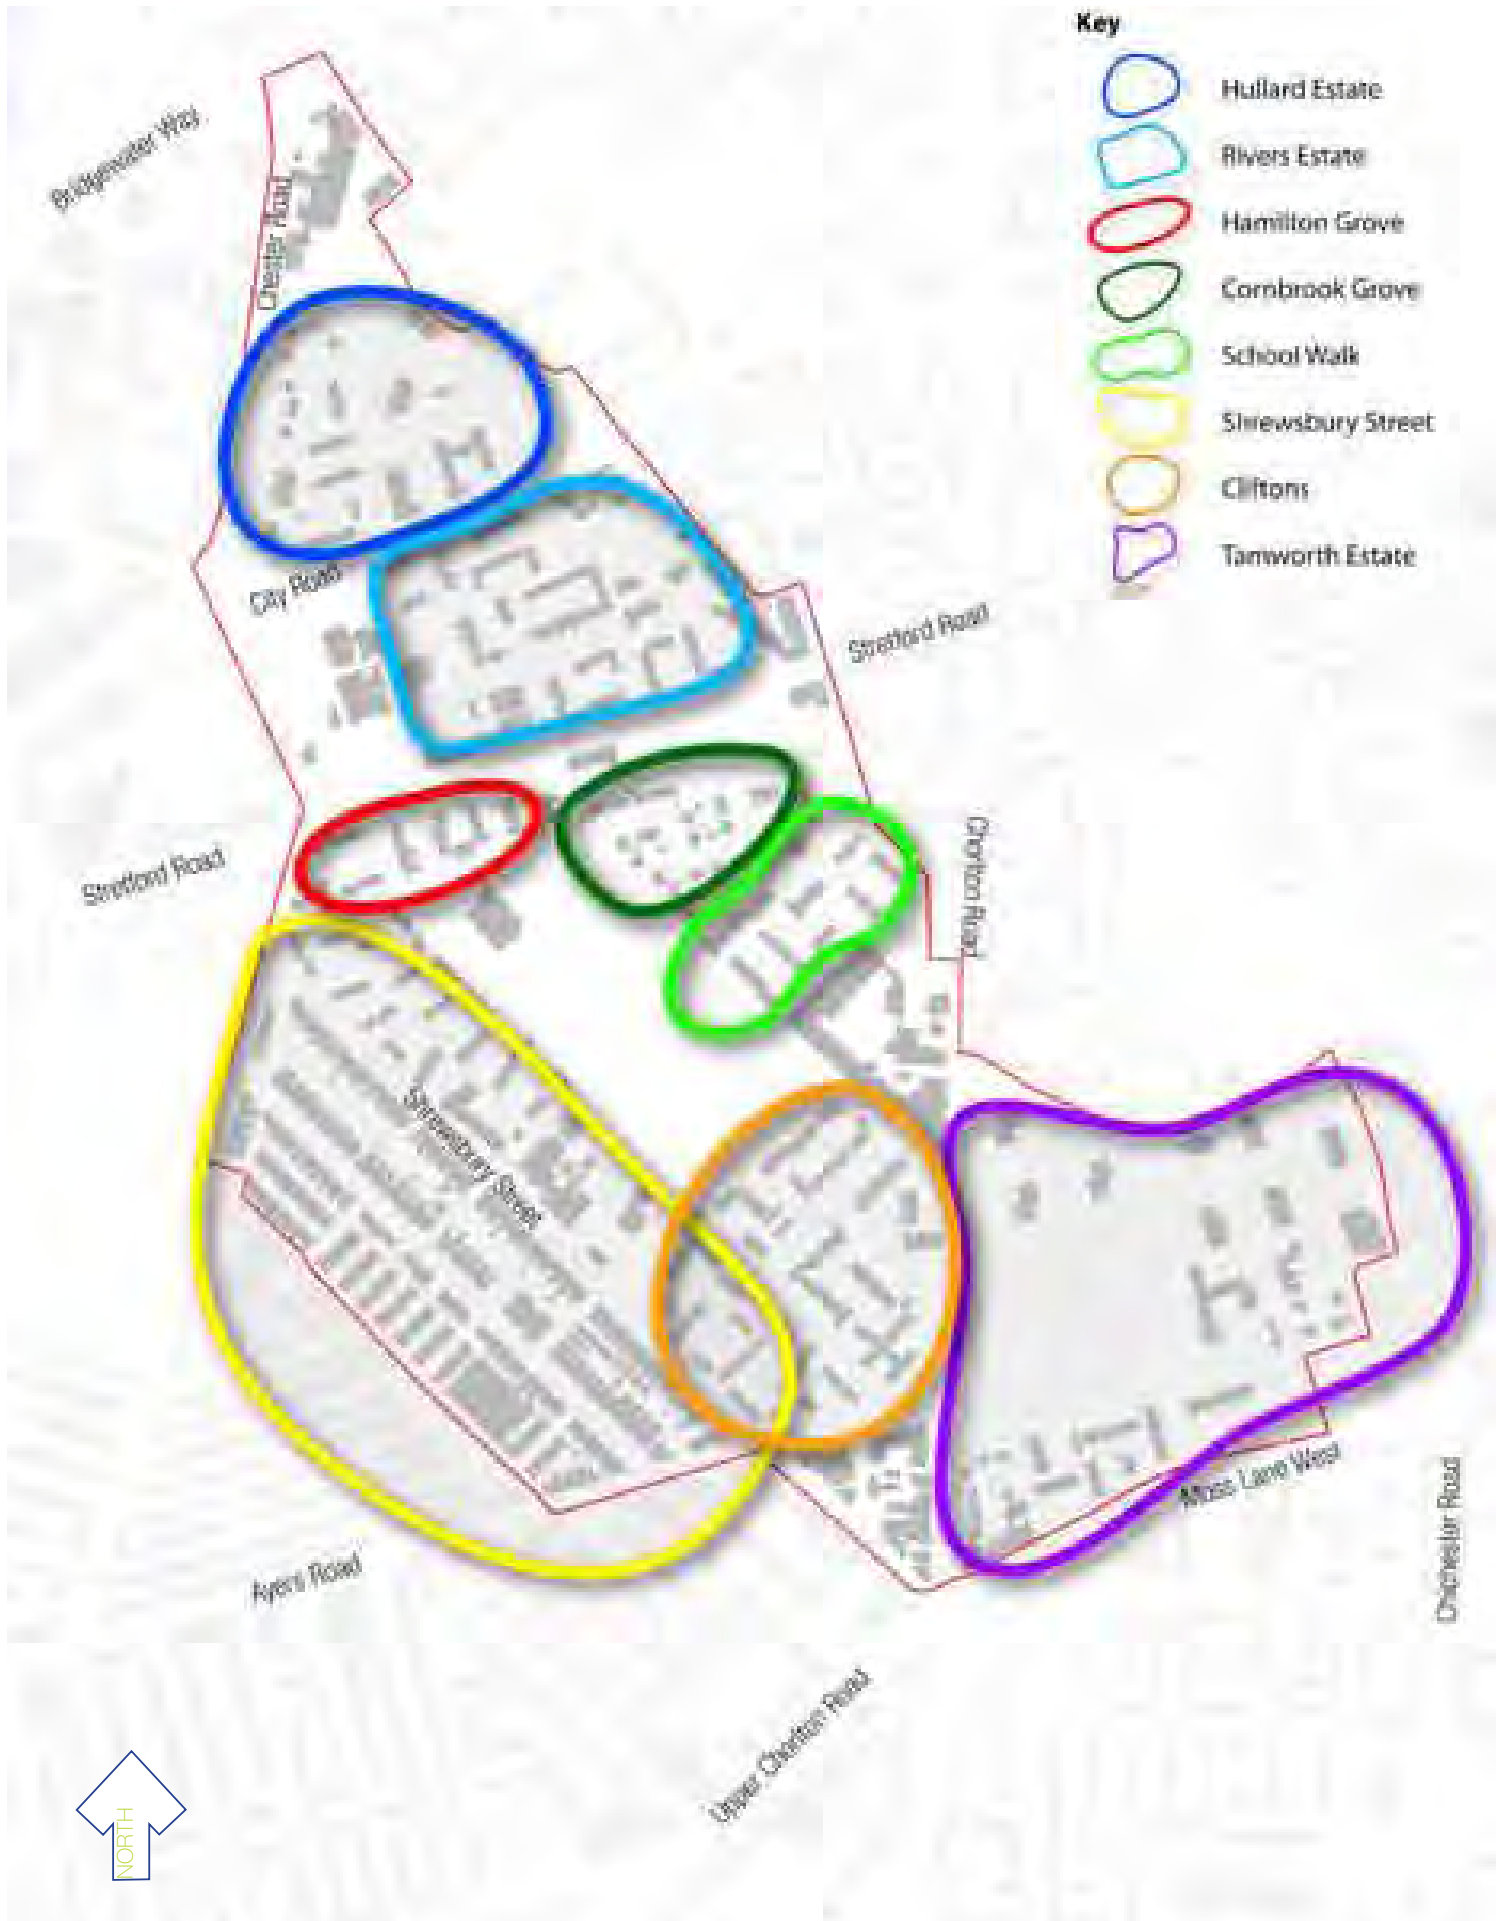 Key
Hullard Estate
Rivers Estate
Hamilton Grove
Cornbrook Grove
School Walk
Shrewsbury Street
Cliftons
Tamworth Estate
Bridgewater Way
Chester Road
City Road
Stretford Road
Stretford Road
Chorlton Road
Shrewsbury Street
Moss Lane West
Chichester Road
Ayers Road
Upper Chorlton Road
NORTH